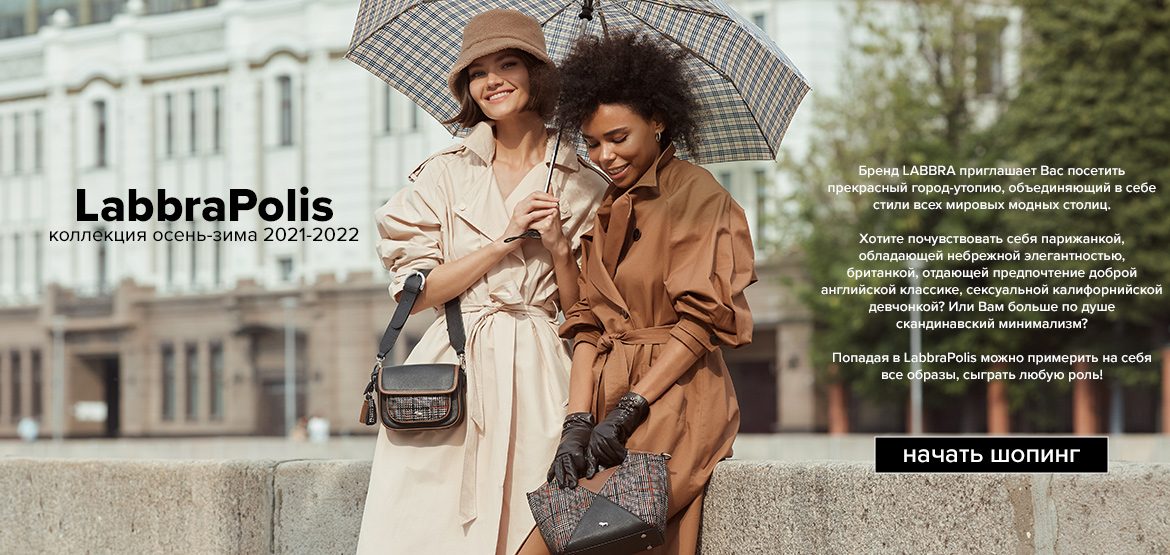 LabbraPolis
коллекция осень-зима 2021-2022
Бренд LABBRA приглашает Вас посетить
прекрасный город-утопию, объединяющий в себе
стили всех мировых модных столиц.
Хотите почувствовать себя парижанкой,
обладающей небрежной элегантностью,
британкой, отдающей предпочтение доброй
английской классике, сексуальной калифорнийской
девчонкой? Или Вам больше по душе
скандинавский минимализм?
Попадая в LabbraPolis можно примерить на себя
все образы, сыграть любую роль!
начать шопинг